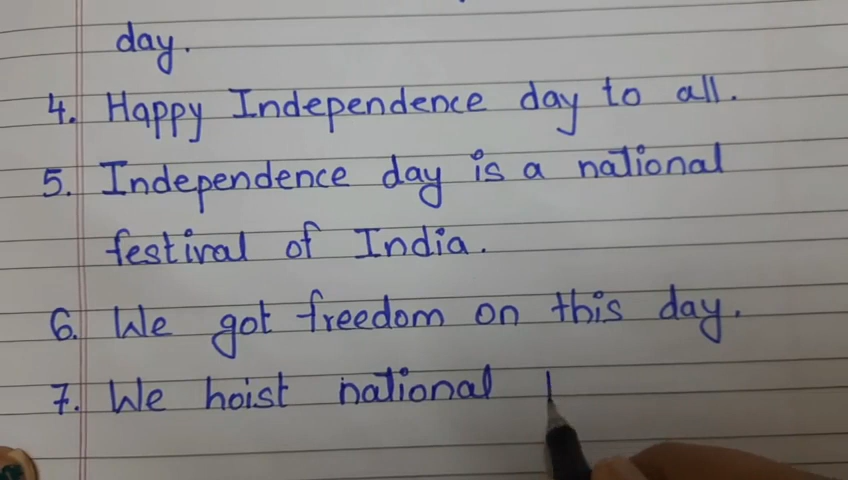 day.
4. Happy Independence day to all.
5. Independence day is a national
festival of India.
6. We got freedom on this day.
7. We hoist national